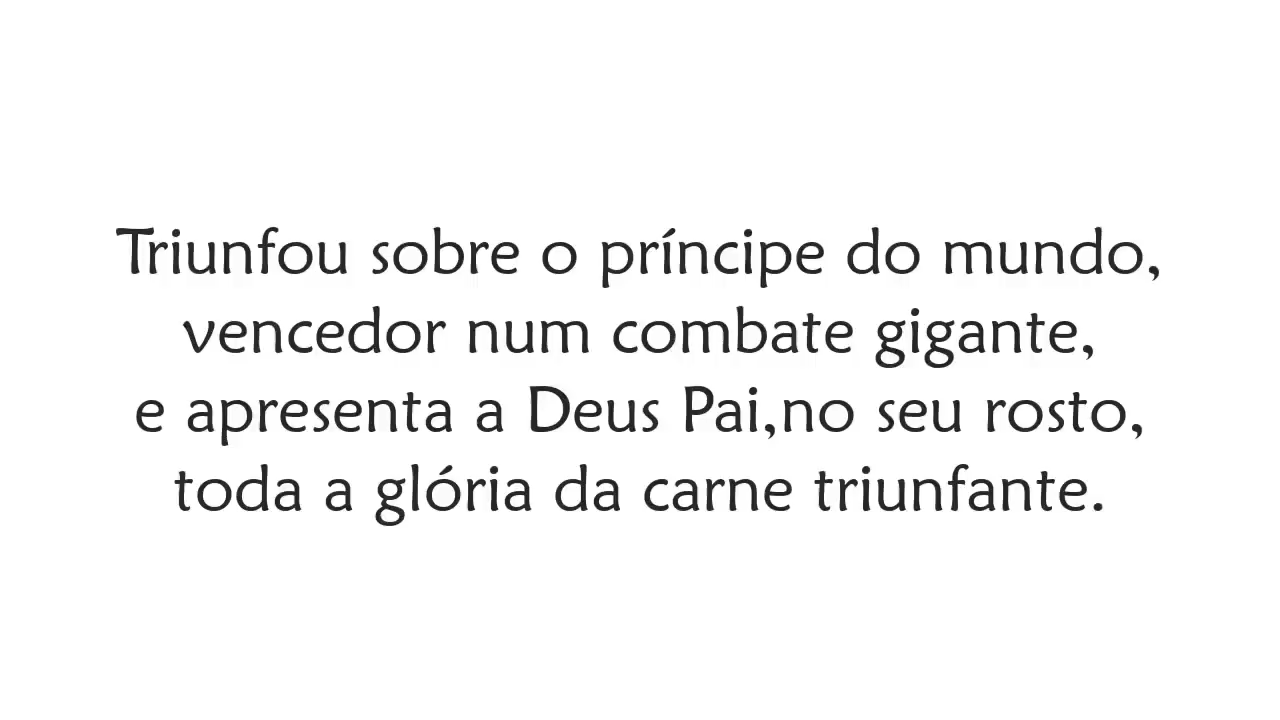 Triunfou sobre o príncipe do mundo,
vencedor num combate gigante,
e apresenta a Deus Pai,no seu rosto,
toda a glória da carne triunfante.